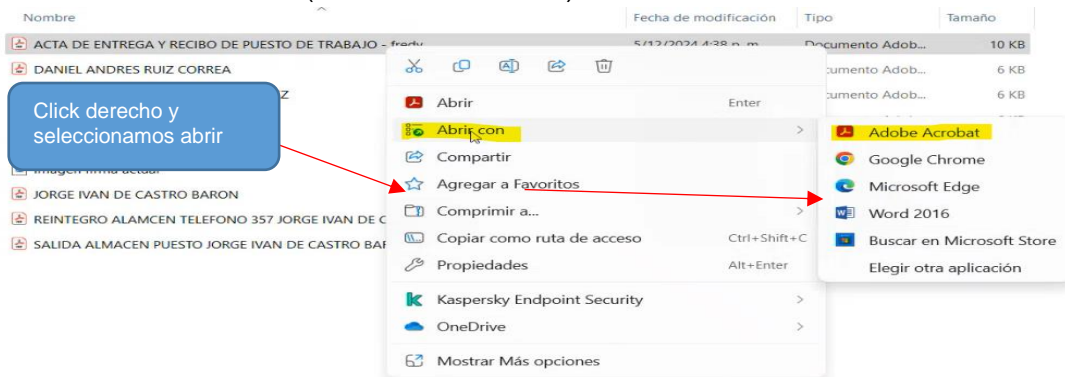 Nombre Fecha de modificación Tipo Tamaño
ACTA DE ENTREGA Y RECIBO DE PUESTO DE TRABAJO - fredy 5/12/2024 4:38 p. m. Documento Adob... 10 KB
DANIEL ANDRES RUIZ CORREA cumento Adob... 6 KB
Z cumento Adob... 6 KB
Click derecho y
seleccionamos abrir
Imagen firma actual
JORGE IVAN DE CASTRO BARON
REINTEGRO ALAMCEN TELEFONO 357 JORGE IVAN DE C
SALIDA ALMACEN PUESTO JORGE IVAN DE CASTRO BAR
Abrir Enter
Abrir con
Compartir
Agregar a Favoritos
Comprimir a...
Copiar como ruta de acceso Ctrl+Shift+C
Propiedades Alt+Enter
Kaspersky Endpoint Security
OneDrive
Mostrar Más opciones
Adobe Acrobat
Google Chrome
Microsoft Edge
Word 2016
Buscar en Microsoft Store
Elegir otra aplicación